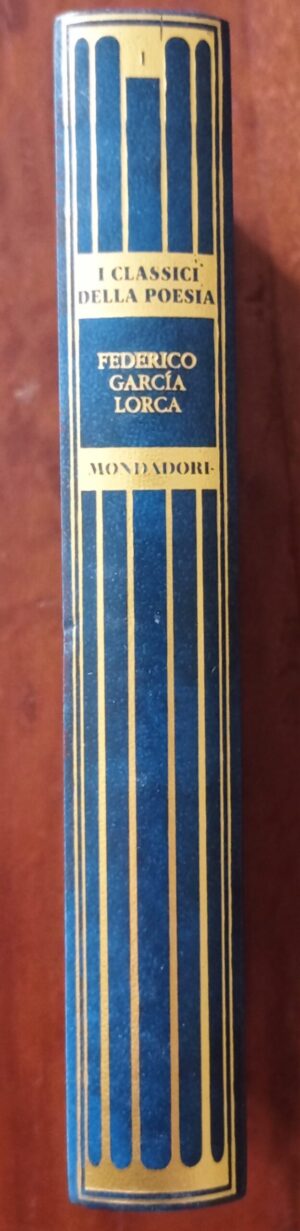 1
I CLASSICI
DELLA POESIA
FEDERICO
GARCÍA
LORCA
MONDADORI